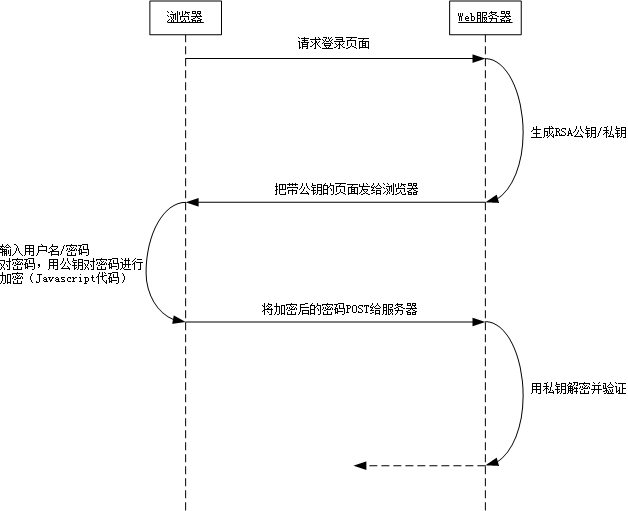 浏览器
Web服务器
请求登录页面
生成RSA公钥/私钥
把带公钥的页面发给浏览器
输入用户名/密码
对密码，用公钥对密码进行
加密（Javascript代码）
将加密后的密码POST给服务器
用私钥解密并验证